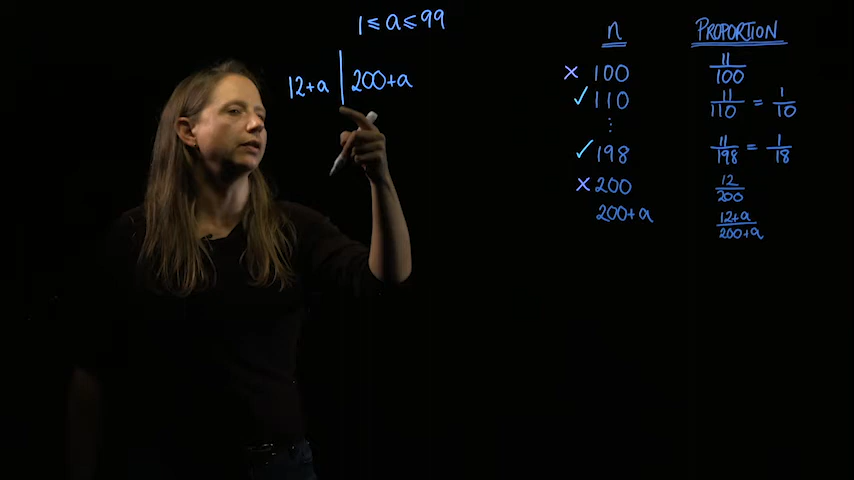 1 ≤ a ≤ 99
12+a | 200+a
n PROPORTION
× 100 11/100
✓ 110 11/110 = 1/10
⋮
✓ 198 11/198 = 1/18
× 200 12/200
200+a 12+a/200+a